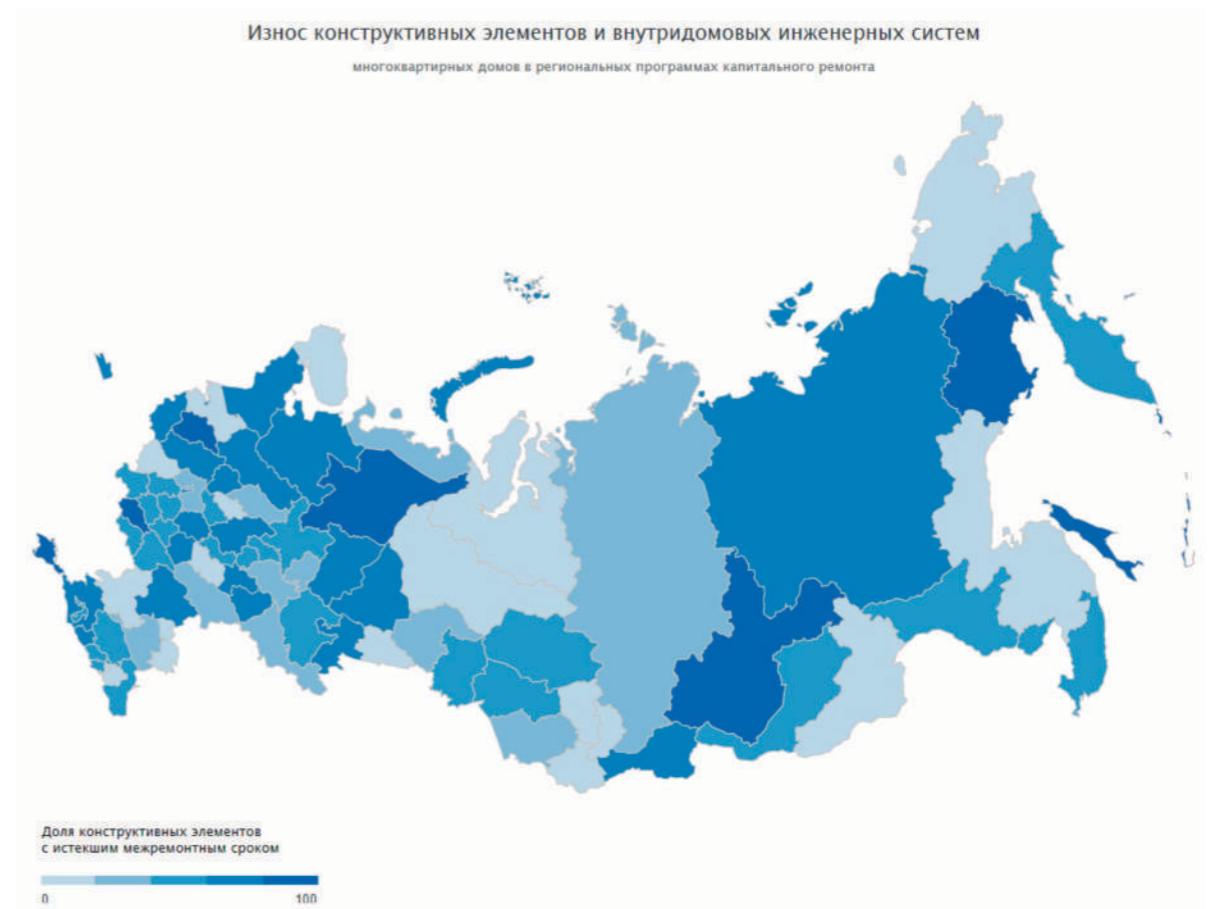 Износ конструктивных элементов и внутридомовых инженерных систем
многоквартирных домов в региональных программах капитального ремонта
Доля конструктивных элементов
с истекшим межремонтным сроком
0 100